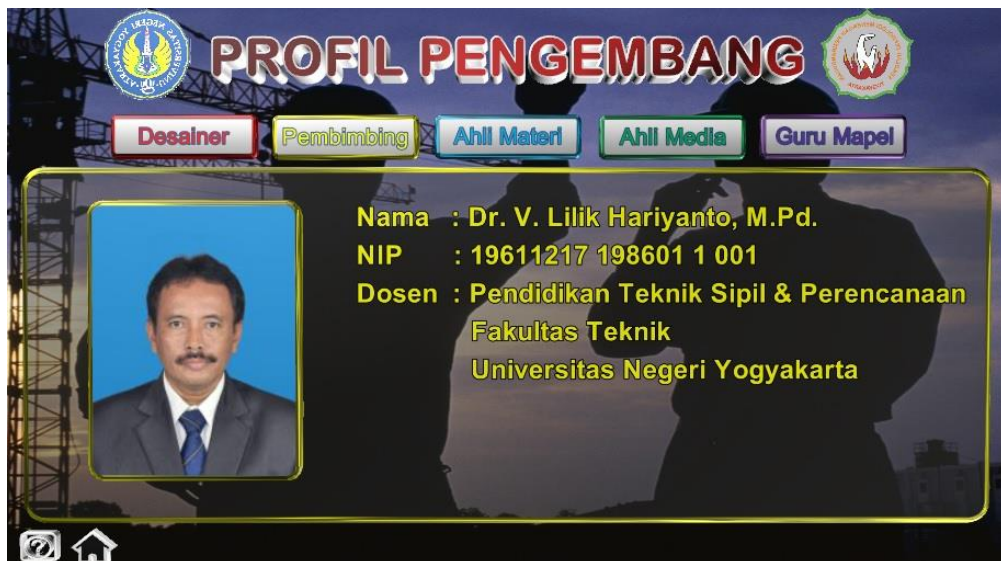 PROFIL PENGEMBANG
Desainer
Pembimbing
Ahli Materi
Ahli Media
Guru Mapel
Nama : Dr. V. Lilik Hariyanto, M.Pd.
NIP : 19611217 198601 1 001
Dosen : Pendidikan Teknik Sipil & Perencanaan
Fakultas Teknik
Universitas Negeri Yogyakarta
?